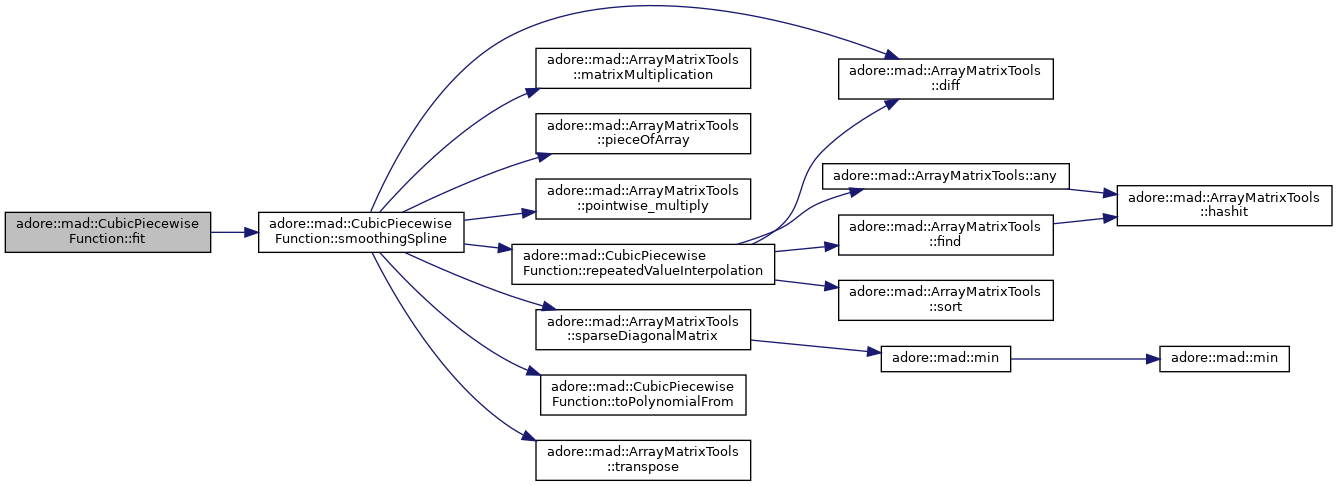 adore::mad::CubicPiecewise
Function::fit
adore::mad::CubicPiecewise
Function::smoothingSpline
adore::mad::ArrayMatrixTools
::matrixMultiplication
adore::mad::ArrayMatrixTools
::pieceOfArray
adore::mad::ArrayMatrixTools
::pointwise_multiply
adore::mad::CubicPiecewise
Function::repeatedValueInterpolation
adore::mad::ArrayMatrixTools
::sparseDiagonalMatrix
adore::mad::CubicPiecewise
Function::toPolynomialFrom
adore::mad::ArrayMatrixTools
::transpose
adore::mad::ArrayMatrixTools
::diff
adore::mad::ArrayMatrixTools::any
adore::mad::ArrayMatrixTools
::find
adore::mad::ArrayMatrixTools
::sort
adore::mad::min
adore::mad::ArrayMatrixTools
::hashit
adore::mad::min